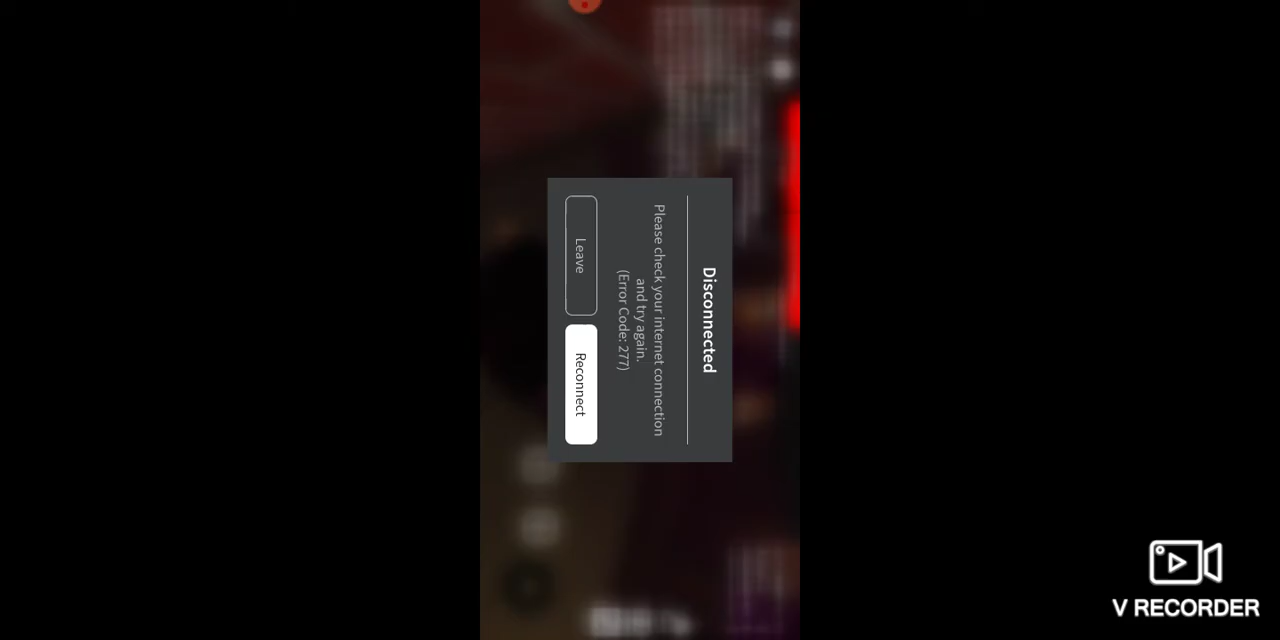 Disconnected
Please check your internet connection
and try again.
(Error Code: 277)
Leave
Reconnect
V RECORDER